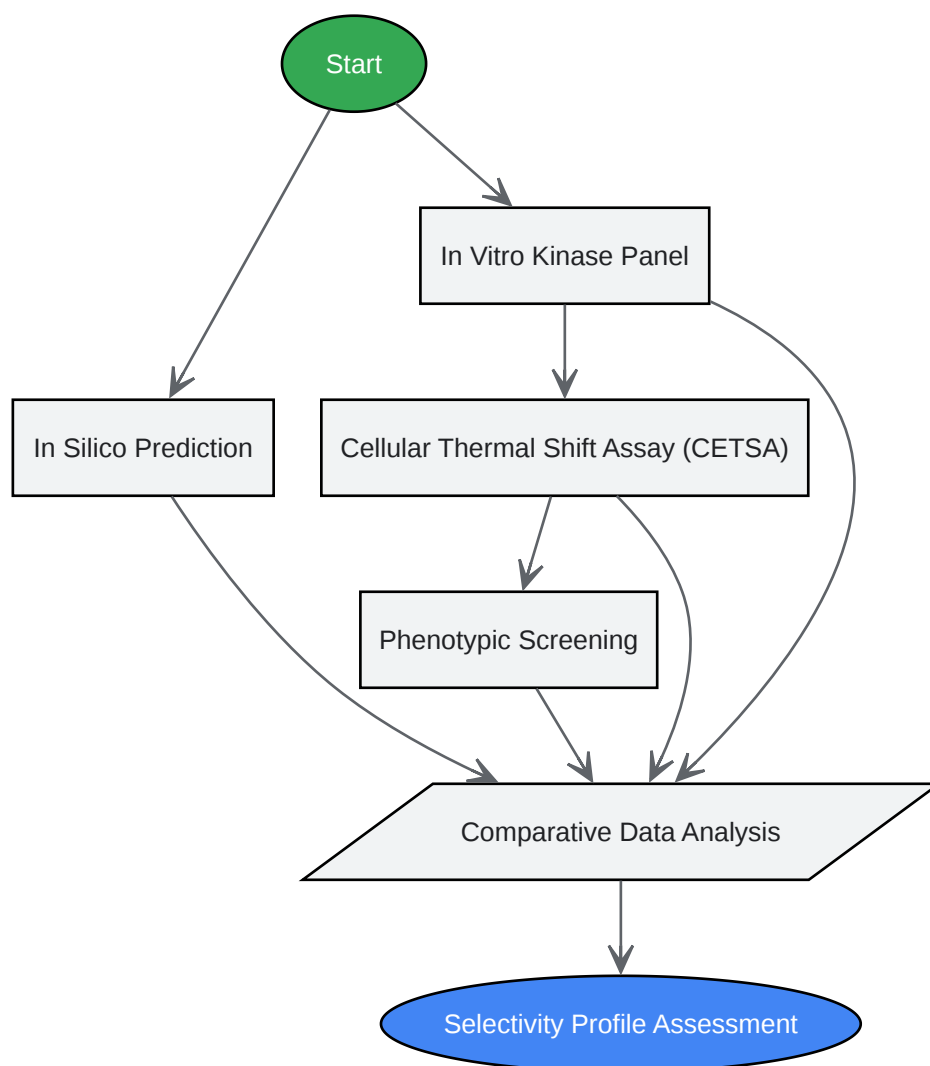 Start
In Vitro Kinase Panel
In Silico Prediction
Cellular Thermal Shift Assay (CETSA)
Phenotypic Screening
Comparative Data Analysis
Selectivity Profile Assessment